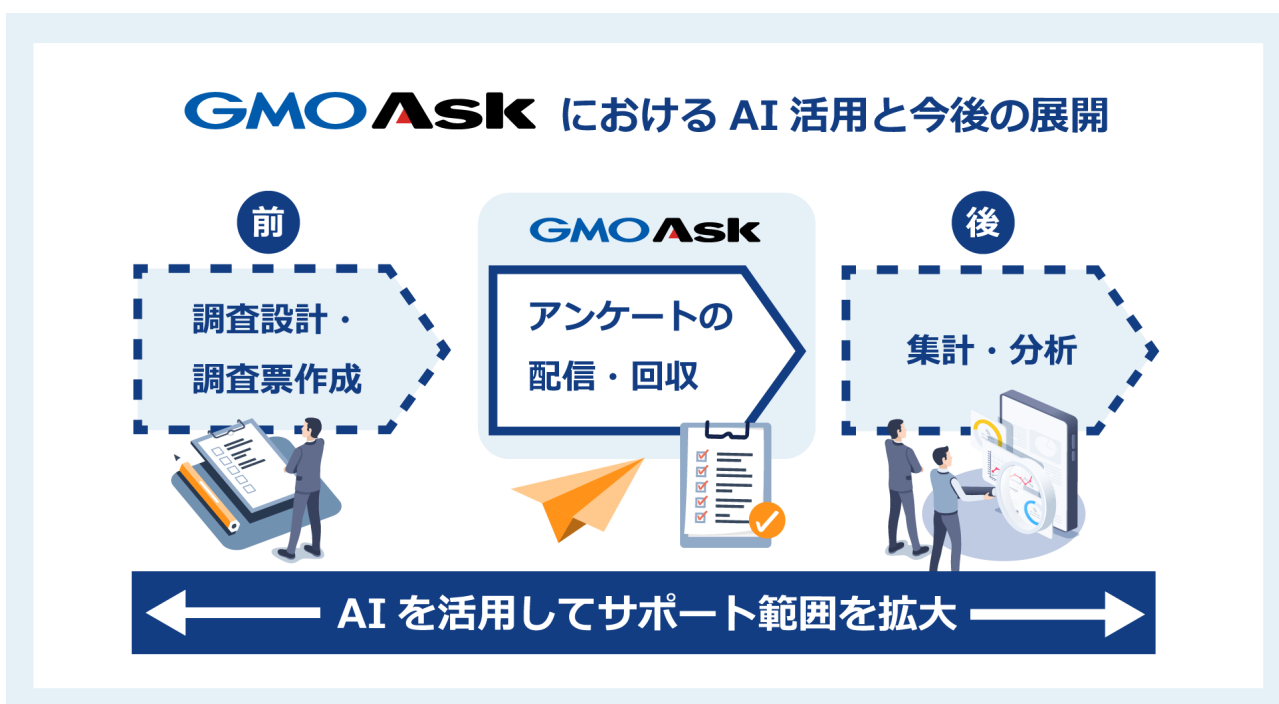 GMO Ask における AI 活用と今後の展開
前
調査設計・
調査票作成
GMO Ask
アンケートの
配信・回収
後
集計・分析
AI を活用してサポート範囲を拡大